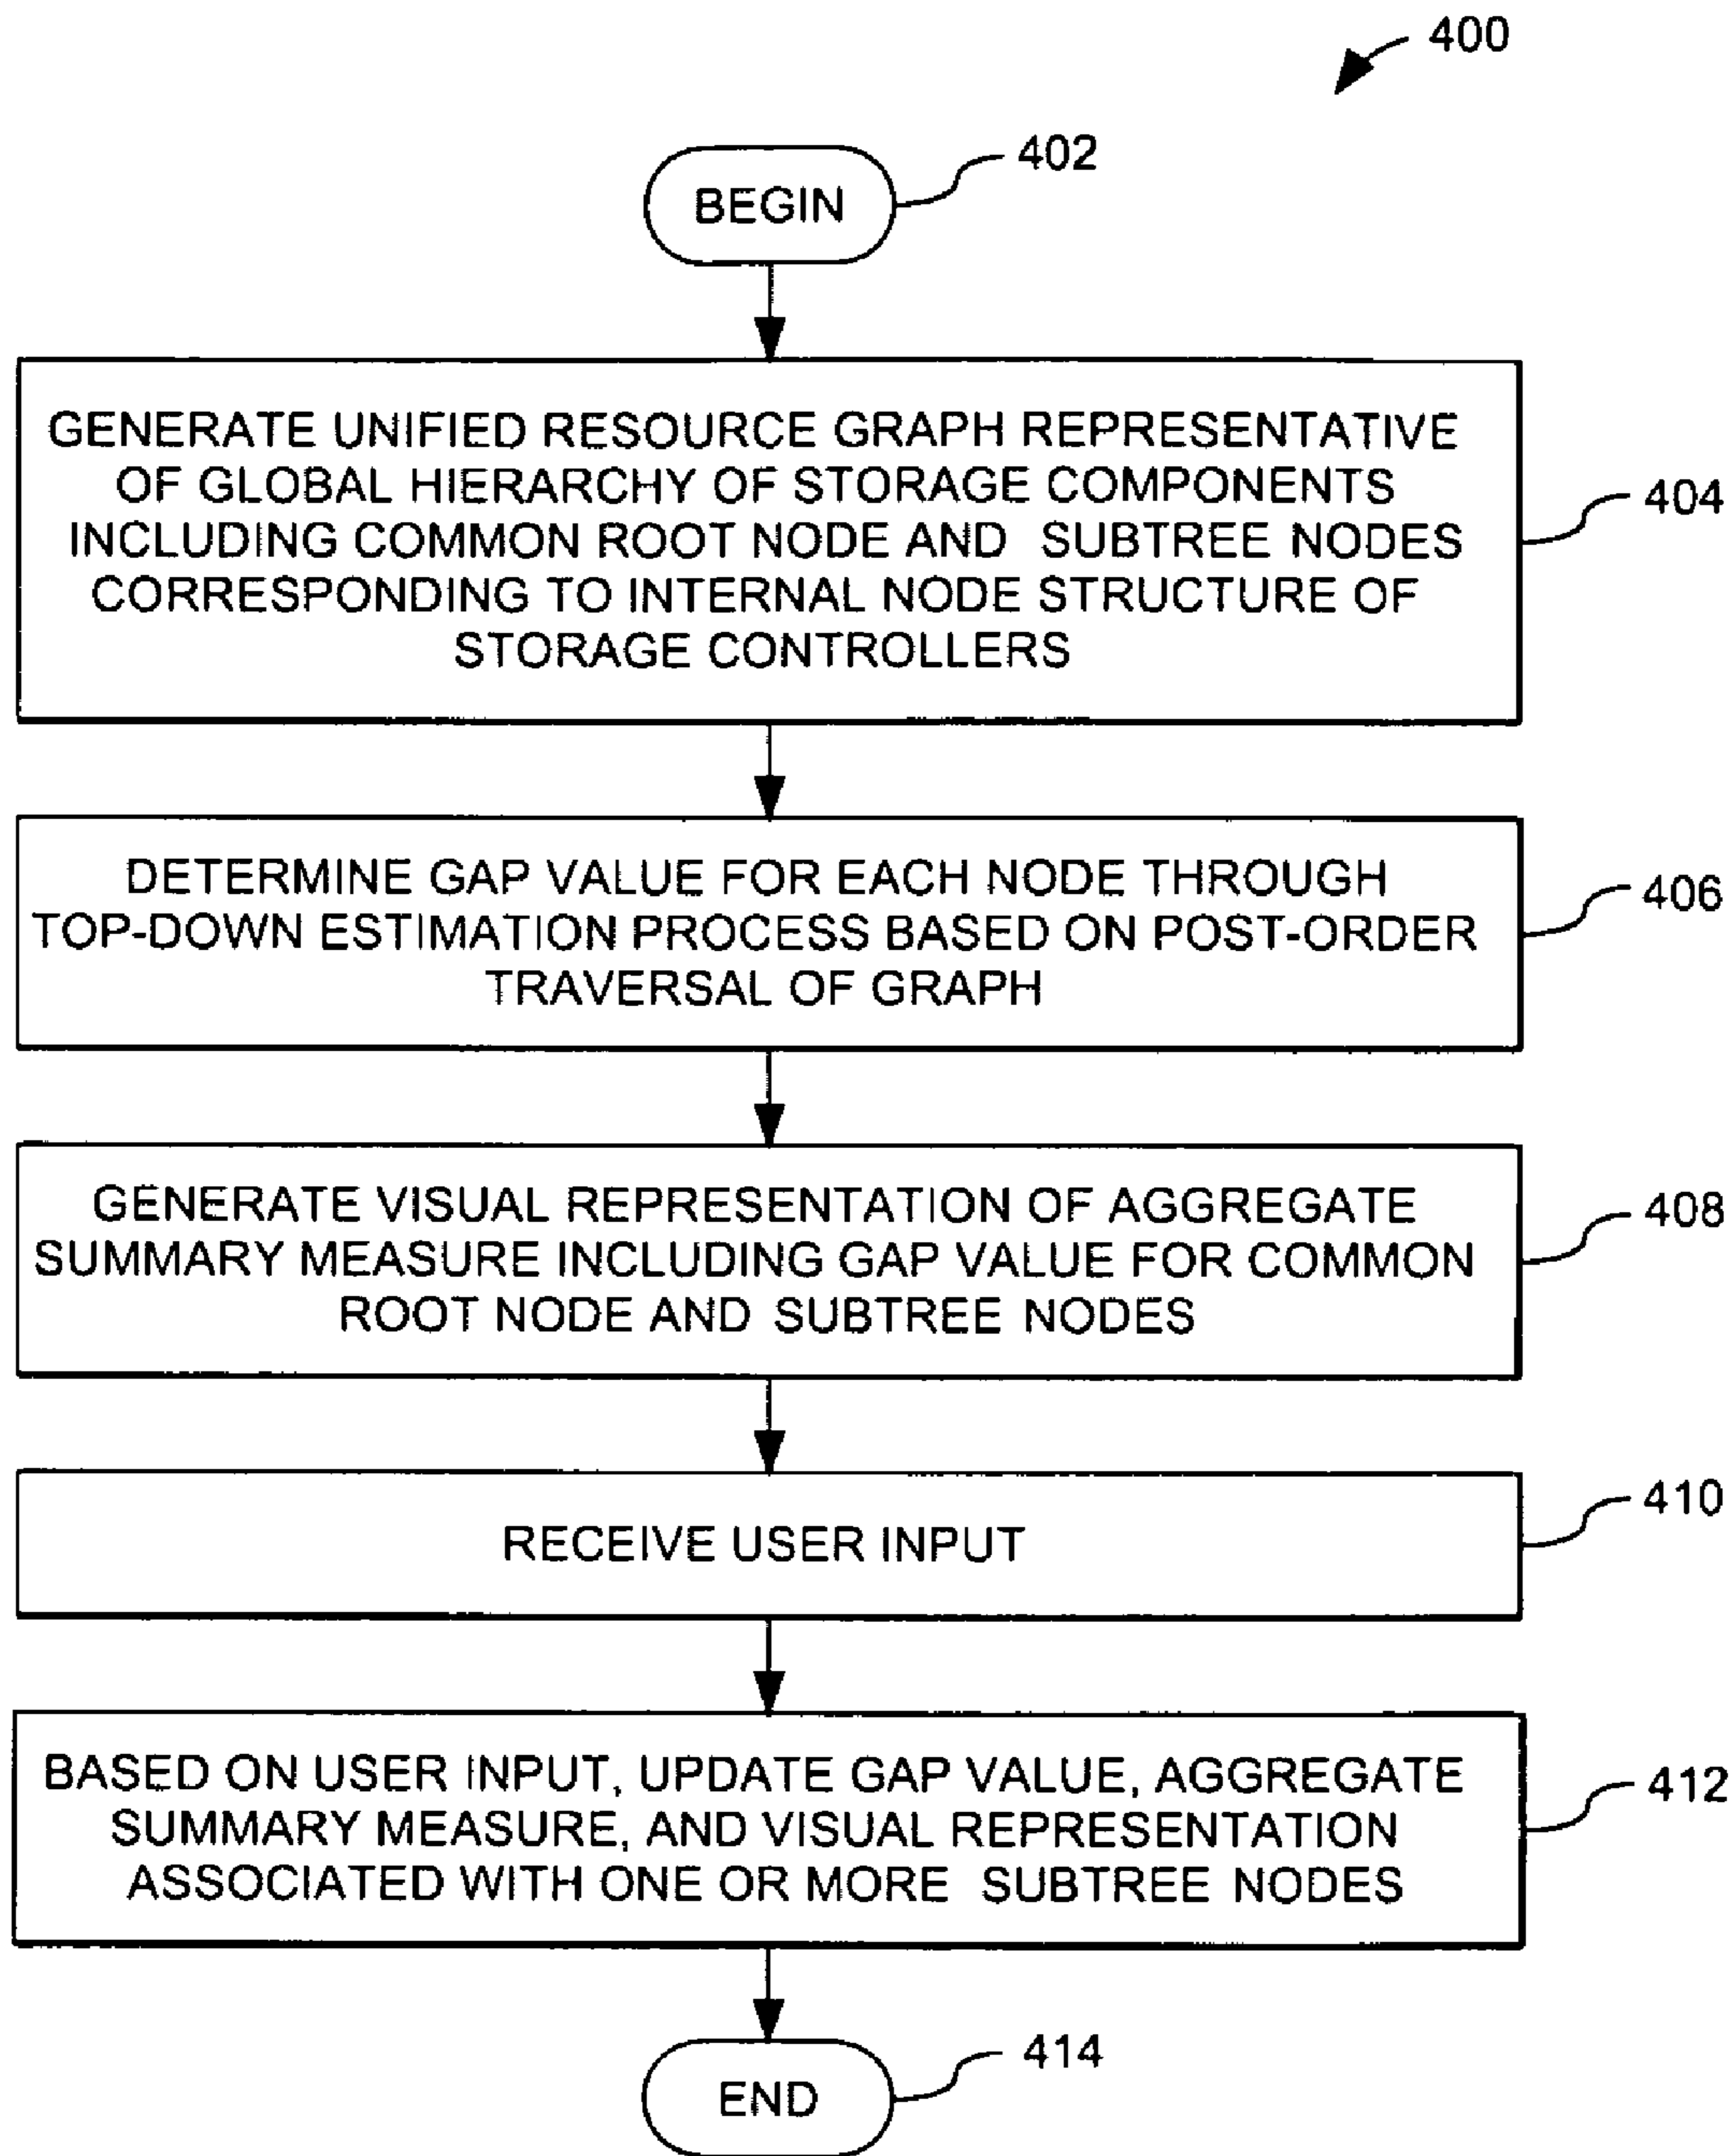 400
402
BEGIN
GENERATE UNIFIED RESOURCE GRAPH REPRESENTATIVE
OF GLOBAL HIERARCHY OF STORAGE COMPONENTS
INCLUDING COMMON ROOT NODE AND SUBTREE NODES
CORRESPONDING TO INTERNAL NODE STRUCTURE OF
STORAGE CONTROLLERS
404
DETERMINE GAP VALUE FOR EACH NODE THROUGH
TOP-DOWN ESTIMATION PROCESS BASED ON POST-ORDER
TRAVERSAL OF GRAPH
406
GENERATE VISUAL REPRESENTATION OF AGGREGATE
SUMMARY MEASURE INCLUDING GAP VALUE FOR COMMON
ROOT NODE AND SUBTREE NODES
408
RECEIVE USER INPUT
410
BASED ON USER INPUT, UPDATE GAP VALUE, AGGREGATE
SUMMARY MEASURE, AND VISUAL REPRESENTATION
ASSOCIATED WITH ONE OR MORE SUBTREE NODES
412
414
END